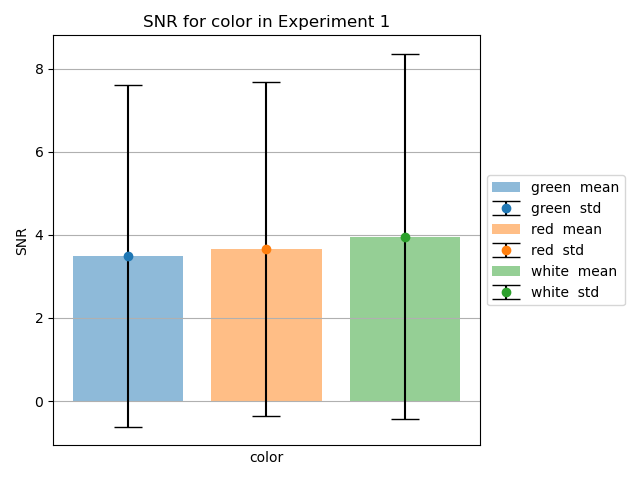 SNR for color in Experiment 1
8
6
4
2
0
SNR
color
green  mean
green  std
red  mean
red  std
white  mean
white  std